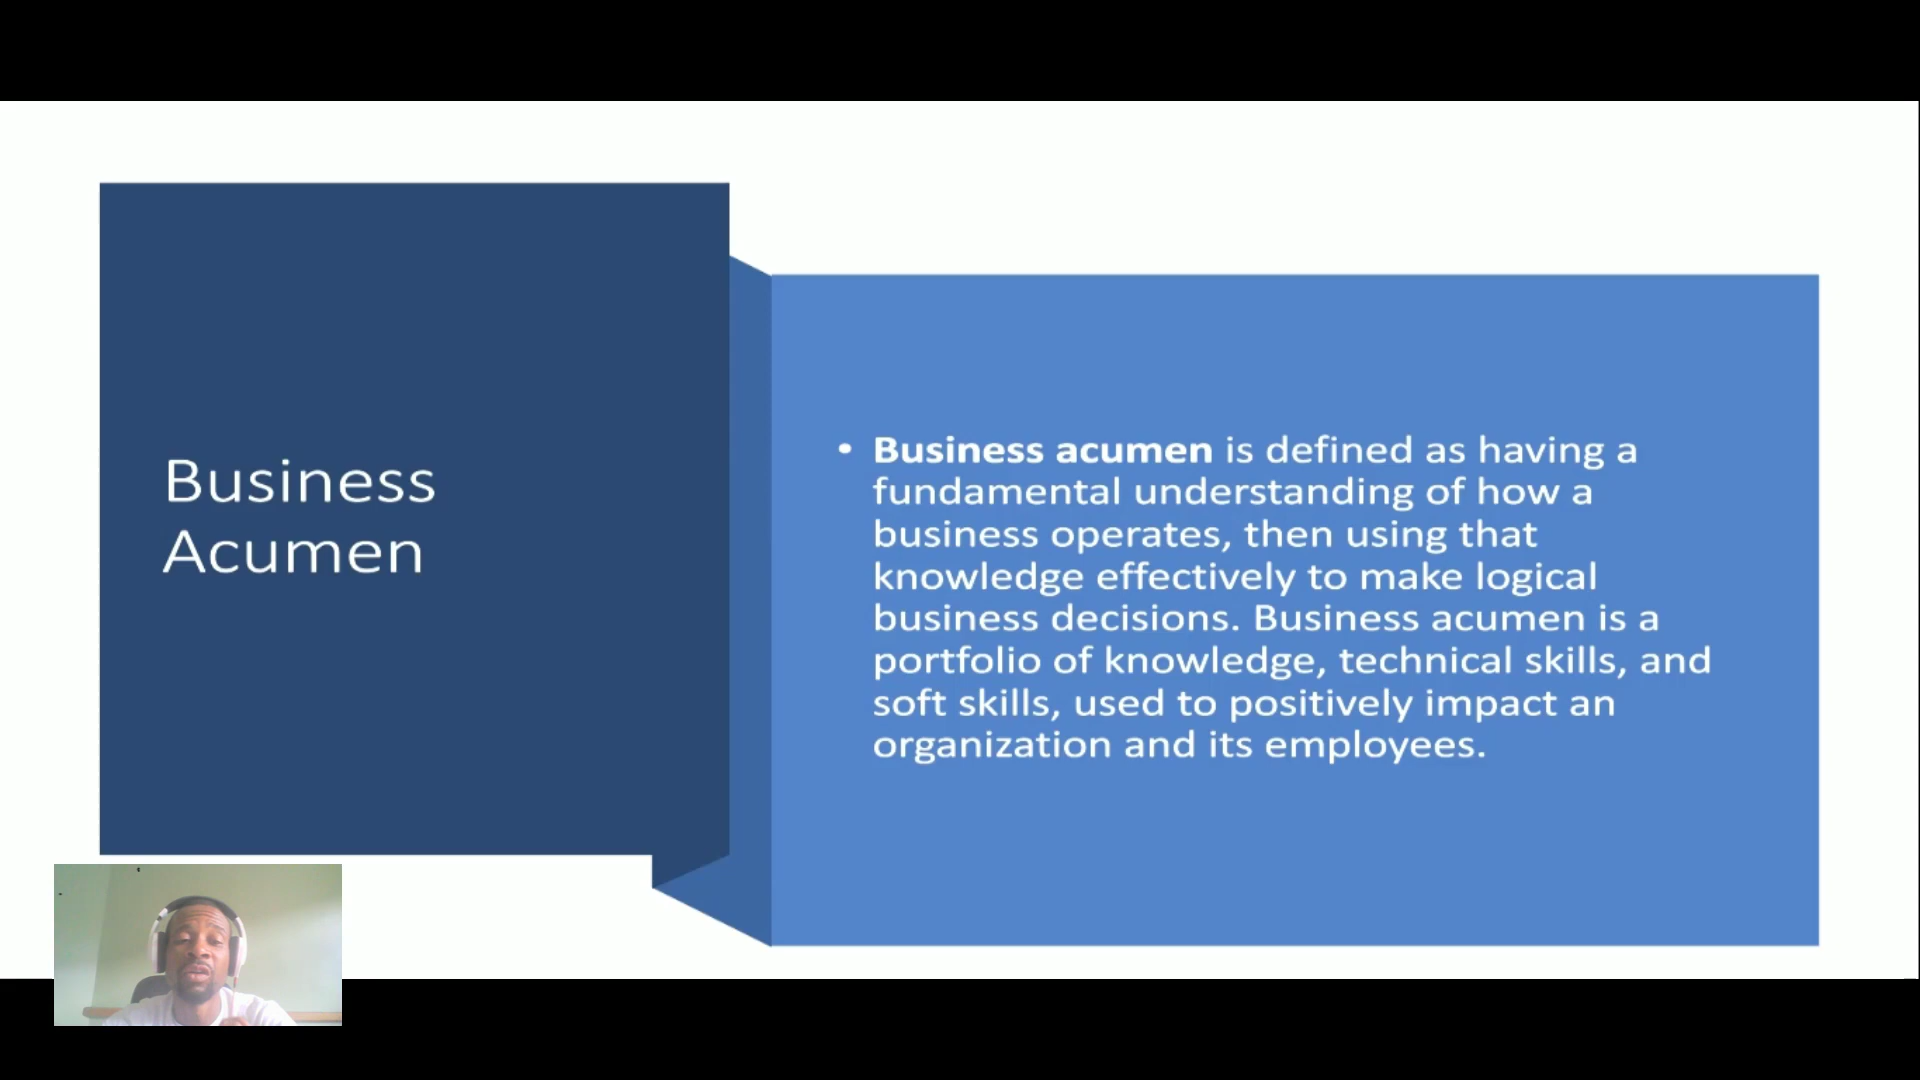 Business
Acumen
• Business acumen is defined as having a
fundamental understanding of how a
business operates, then using that
knowledge effectively to make logical
business decisions. Business acumen is a
portfolio of knowledge, technical skills, and
soft skills, used to positively impact an
organization and its employees.